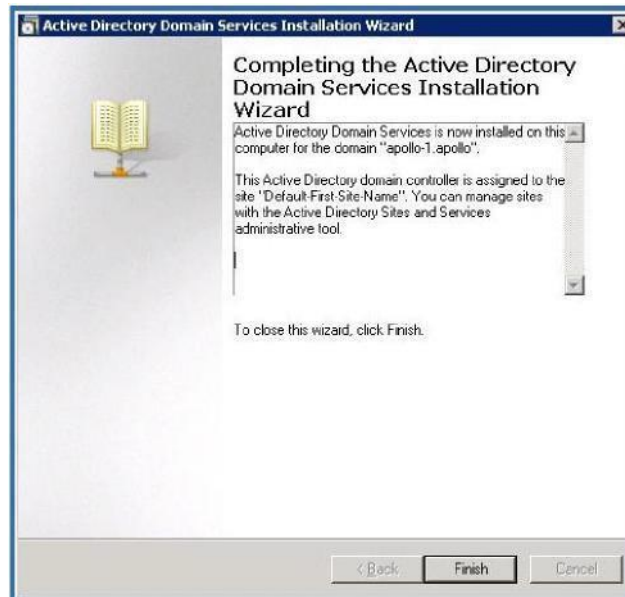 Active Directory Domain Services Installation Wizard
Completing the Active Directory
Domain Services Installation
Wizard
Active Directory Domain Services is now installed on this
computer for the domain "apollo-1.apollo".
This Active Directory domain controller is assigned to the
site "Default-First-Site-Name". You can manage sites
with the Active Directory Sites and Services
administrative tool.
To close this wizard, click Finish.
< Back Finish Cancel